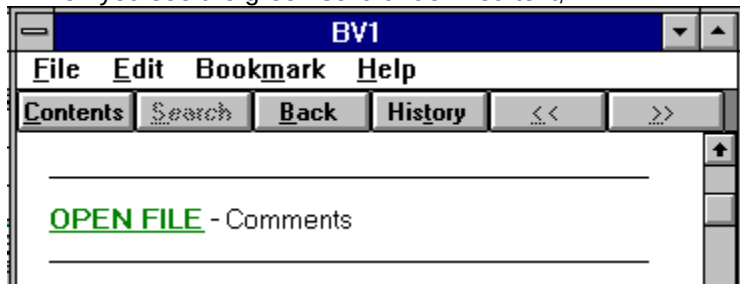 BV1
File Edit Bookmark Help
Contents Search Back History << >>
OPEN FILE - Comments